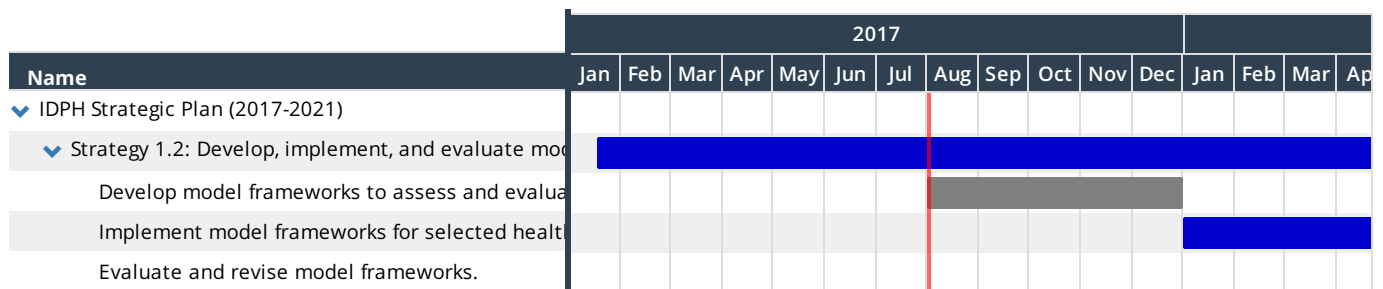 2017
Name Jan Feb Mar Apr May Jun Jul Aug Sep Oct Nov Dec Jan Feb Mar Ap
IDPH Strategic Plan (2017-2021)
Strategy 1.2: Develop, implement, and evaluate mod
Develop model frameworks to assess and evalua
Implement model frameworks for selected healt
Evaluate and revise model frameworks.